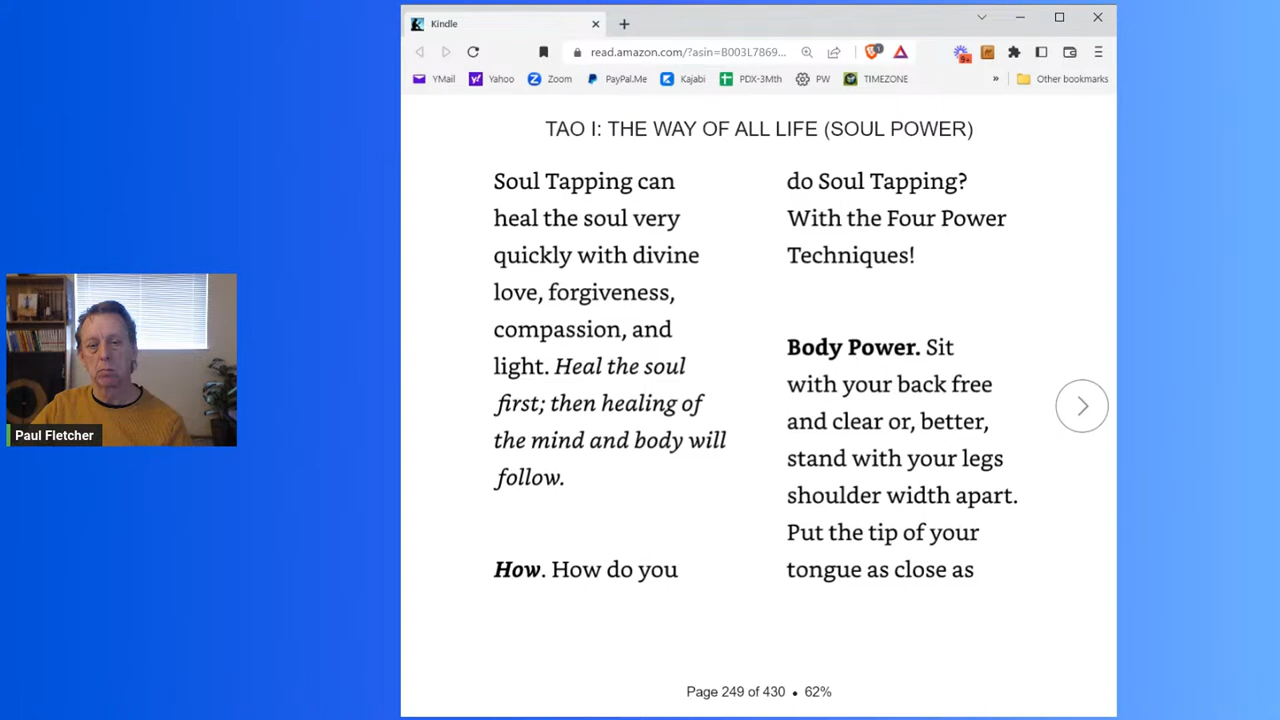 Kindle
read.amazon.com/?asin=B003L7869...
1
9+
YMail
Yahoo
Zoom
PayPal.Me
Kajabi
PDX-3Mth
PW
TIMEZONE
»
Other bookmarks
TAO I: THE WAY OF ALL LIFE (SOUL POWER)
Soul Tapping can
heal the soul very
quickly with divine
love, forgiveness,
compassion, and
light. Heal the soul
first; then healing of
the mind and body will
follow.
How. How do you
do Soul Tapping?
With the Four Power
Techniques!
Body Power. Sit
with your back free
and clear or, better,
stand with your legs
shoulder width apart.
Put the tip of your
tongue as close as
Page 249 of 430 • 62%
Paul Fletcher